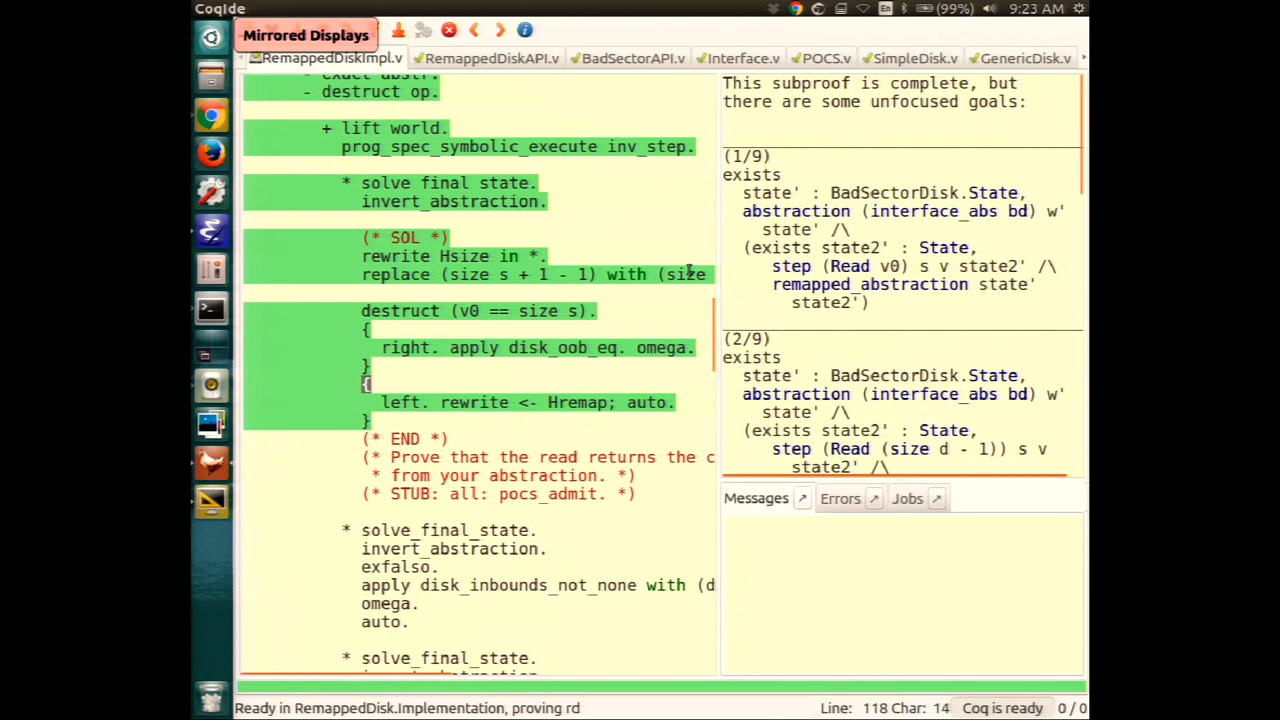 CoqIde
En
(99%)
9:23 AM
Mirrored Displays
RemappedDiskImpl.v
RemappedDiskAPI.v
BadSectorAPI.v
Interface.v
POCS.v
SimpleDisk.v
GenericDisk.v
- exact abstr.
- destruct op.
+ lift_world.
prog_spec_symbolic_execute inv_step.
* solve_final_state.
invert_abstraction.
(* SOL *)
rewrite Hsize in *.
replace (size s + 1 - 1) with (size
destruct (v0 == size s).
{
right. apply disk_oob_eq. omega.
}
{
left. rewrite <- Hremap; auto.
}
(* END *)
(* Prove that the read returns the c
* from your abstraction. *)
(* STUB: all: pocs_admit. *)
* solve_final_state.
invert_abstraction.
exfalso.
apply disk_inbounds_not_none with (d
omega.
auto.
* solve_final_state.
This subproof is complete, but
there are some unfocused goals:
(1/9)
exists
state' : BadSectorDisk.State,
abstraction (interface_abs bd) w'
state' /\
(exists state2' : State,
step (Read v0) s v state2' /\
remapped_abstraction state'
state2')
(2/9)
exists
state' : BadSectorDisk.State,
abstraction (interface_abs bd) w'
state' /\
(exists state2' : State,
step (Read (size d - 1)) s v
state2' /\
Messages
Errors
Jobs
Ready in RemappedDisk.Implementation, proving rd
Line: 118 Char: 14
Coq is ready
0 / 0